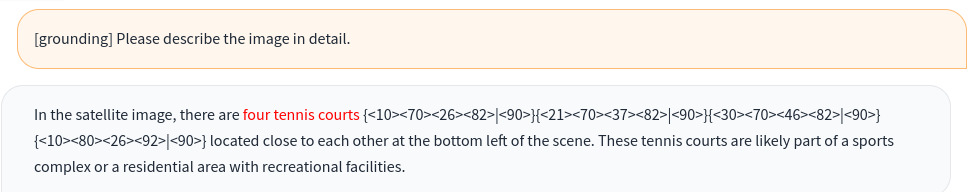 [grounding] Please describe the image in detail.
In the satellite image, there are four tennis courts {<10><70><26><82>|<90>}{<21><70><37><82>|<90>}{<30><70><46><82>|<90>}
{<10><80><26><92>|<90>} located close to each other at the bottom left of the scene. These tennis courts are likely part of a sports
complex or a residential area with recreational facilities.